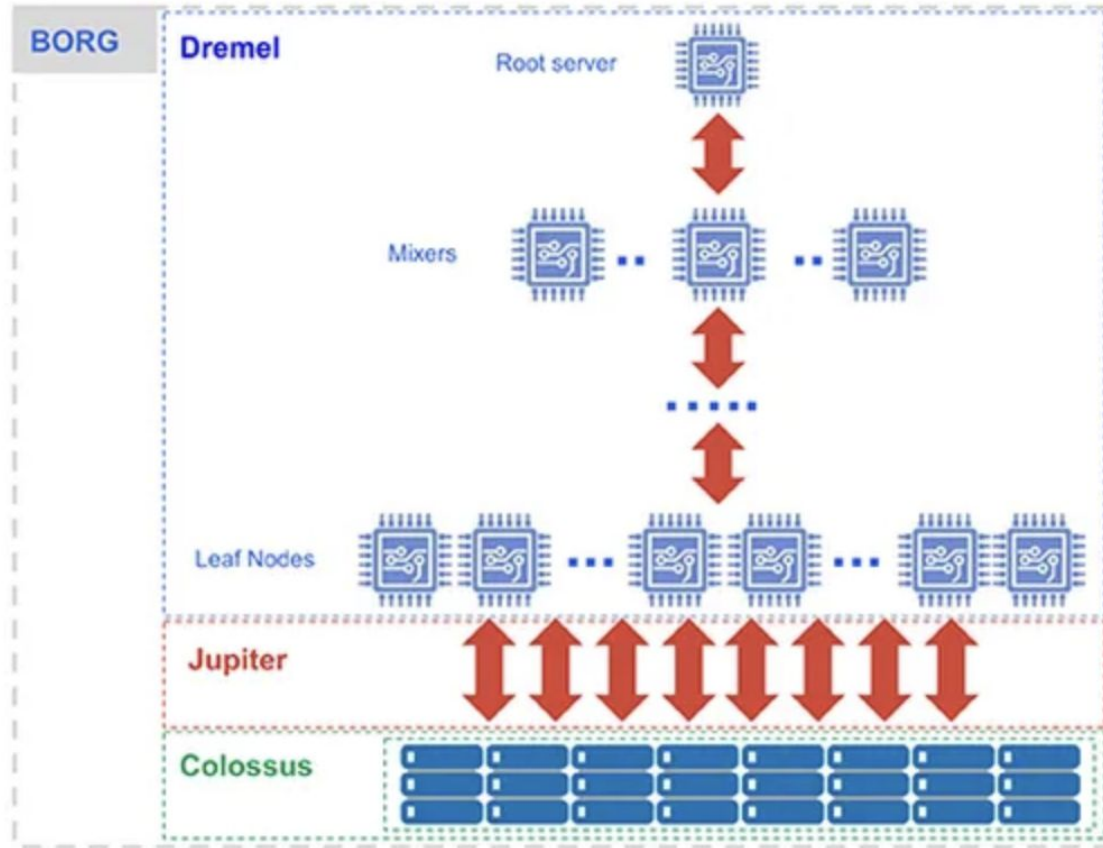 BORG
Dremel
Root server
Mixers
Leaf Nodes
Jupiter
Colossus